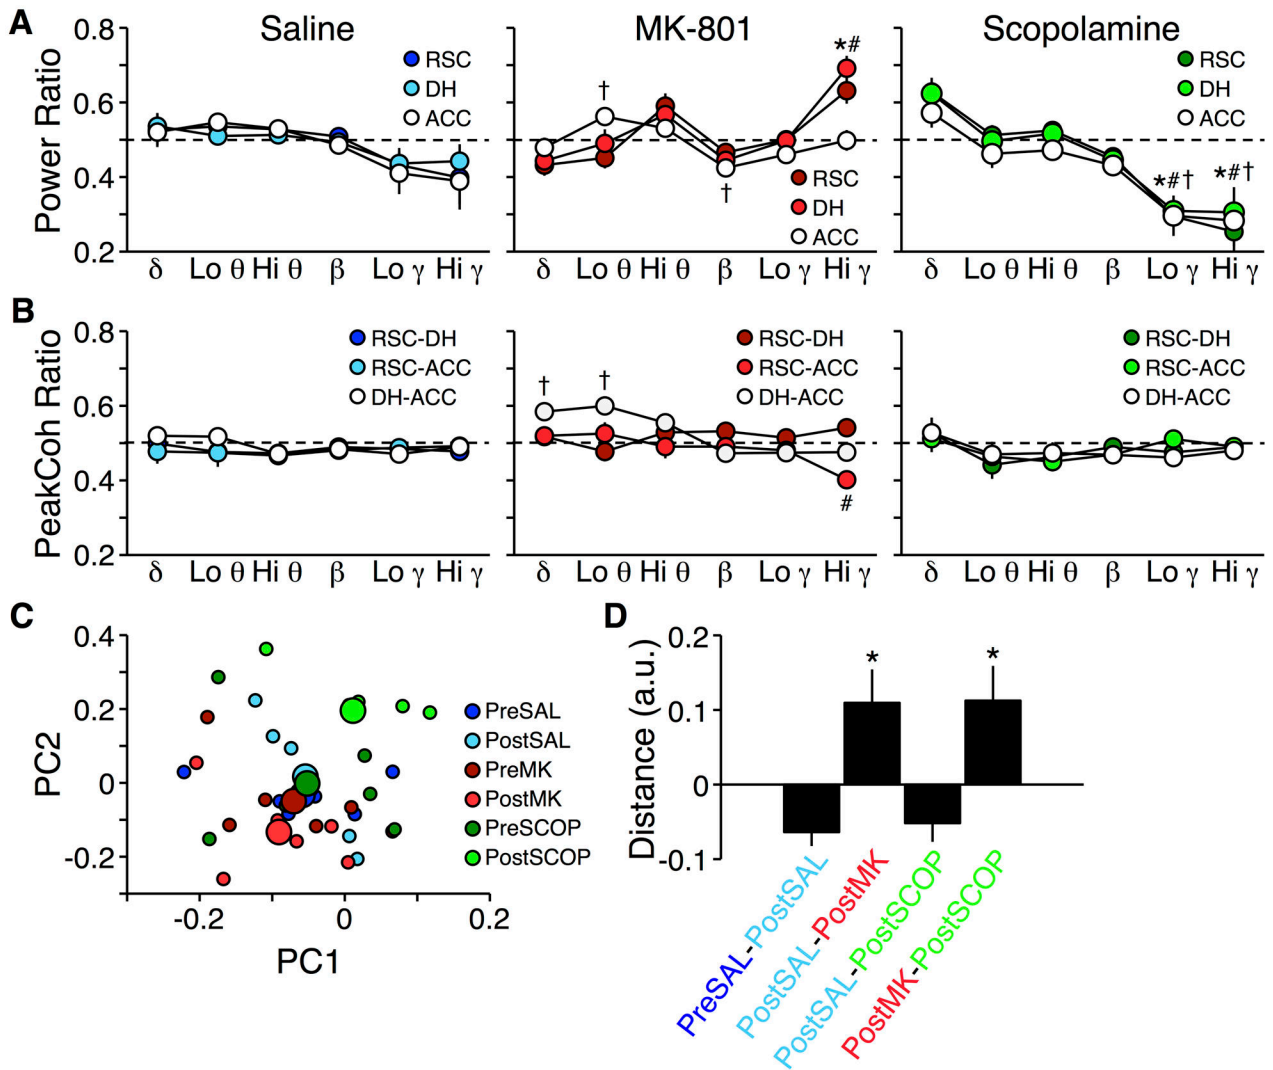 A
Saline
MK-801
Scopolamine
Power Ratio
0.8
0.6
0.4
0.2
RSC
DH
ACC
†
*#
†
RSC
DH
ACC
RSC
DH
ACC
*#†
*#†
δ Lo θ Hi θ β Lo γ Hi γ
δ Lo θ Hi θ β Lo γ Hi γ
δ Lo θ Hi θ β Lo γ Hi γ
B
PeakCoh Ratio
0.8
0.6
0.4
0.2
RSC-DH
RSC-ACC
DH-ACC
†
†
#
RSC-DH
RSC-ACC
DH-ACC
RSC-DH
RSC-ACC
DH-ACC
δ Lo θ Hi θ β Lo γ Hi γ
δ Lo θ Hi θ β Lo γ Hi γ
δ Lo θ Hi θ β Lo γ Hi γ
C
PC2
0.4
0.2
0
-0.2
PreSAL
PostSAL
PreMK
PostMK
PreSCOP
PostSCOP
-0.2 0 0.2
PC1
D
Distance (a.u.)
0.2
0.1
0
-0.1
*
*
PreSAL-PostSAL
PostSAL-PostMK
PostSAL-PostSCOP
PostMK-PostSCOP